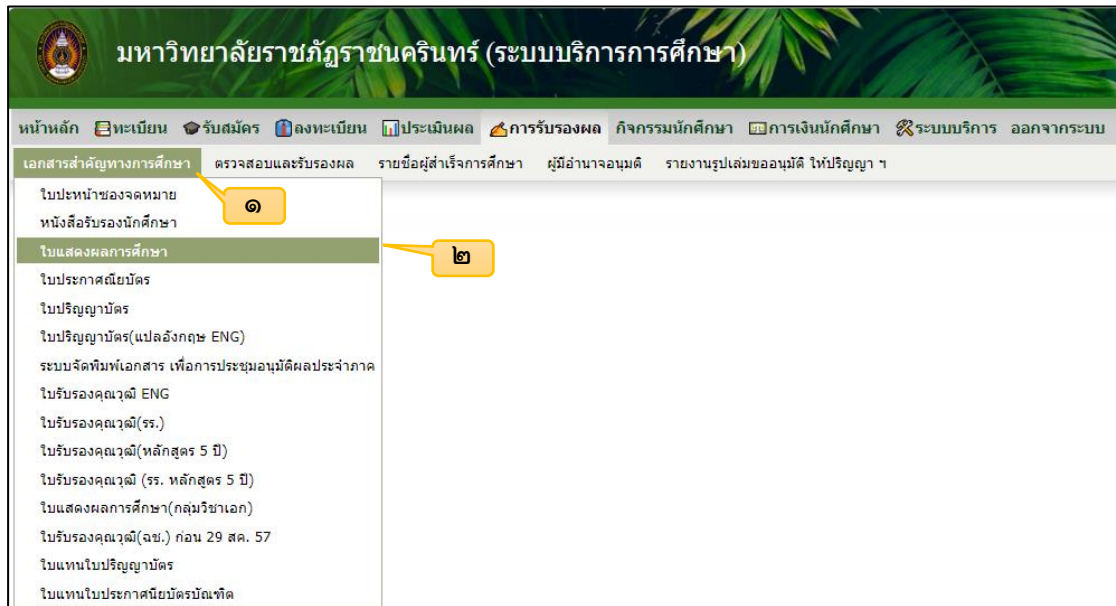 มหาวิทยาลัยราชภัฏราชนครินทร์ (ระบบบริการการศึกษา)
หน้าหลัก ทะเบียน รับสมัคร ลงทะเบียน ประเมินผล การรับรองผล กิจกรรมนักศึกษา การเงินนักศึกษา ระบบบริการ ออกจากระบบ
เอกสารสำคัญทางการศึกษา ตรวจสอบและรับรองผล รายชื่อผู้สำเร็จการศึกษา ผู้มีอำนาจอนุมติ รายงานรูปเล่มขออนุมัติ ให้ปริญญา ฯ
ใบปะหน้าซองจดหมาย
๑
หนังสือรับรองนักศึกษา
ใบแสดงผลการศึกษา
๒
ใบประกาศณียบัตร
ใบปริญญาบัตร
ใบปริญญาบัตร(แปลอังกฤษ ENG)
ระบบจัดพิมพ์เอกสาร เพื่อการประชุมอนุมัติผลประจำภาค
ใบรับรองคุณวุฒิ ENG
ใบรับรองคุณวุฒิ(รร.)
ใบรับรองคุณวุฒิ(หลักสูตร 5 ปี)
ใบรับรองคุณวุฒิ (รร. หลักสูตร 5 ปี)
ใบแสดงผลการศึกษา(กลุ่มวิชาเอก)
ใบรับรองคุณวุฒิ(ฉช.) ก่อน 29 สค. 57
ใบแทนใบปริญญาบัตร
ใบแทนใบประกาศนียบัตรบัณฑิต